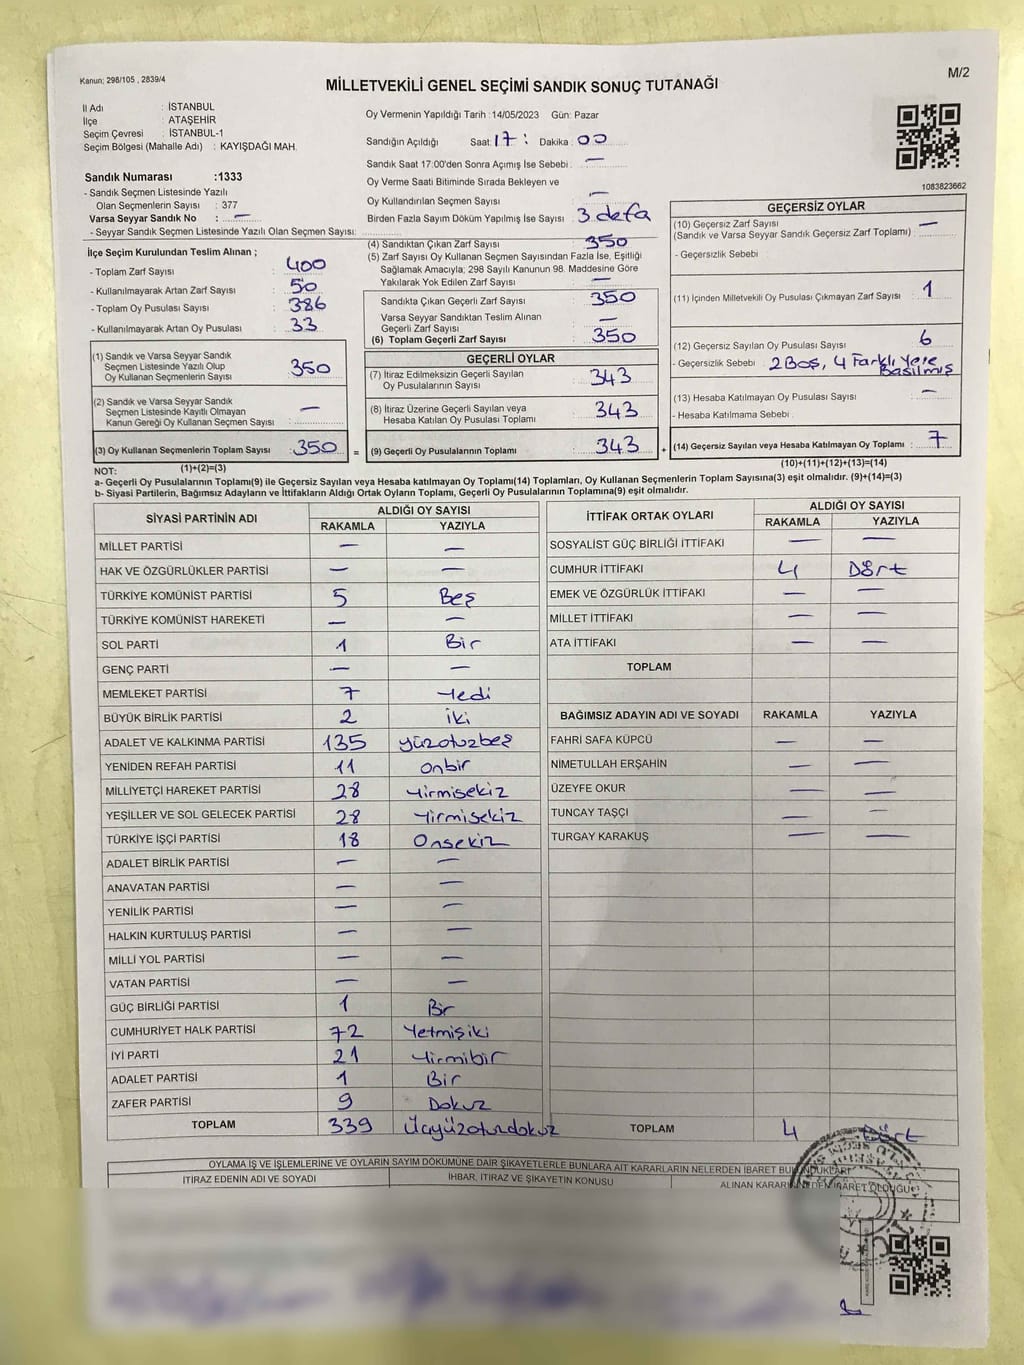 Kanun; 298/105 , 2839/4
M/2
MİLLETVEKİLİ GENEL SEÇİMİ SANDIK SONUÇ TUTANAĞI
İl Adı : İSTANBUL
İlçe : ATAŞEHİR
Seçim Çevresi : İSTANBUL-1
Seçim Bölgesi (Mahalle Adı) : KAYIŞDAĞI MAH.
Sandık Numarası :1333
- Sandık Seçmen Listesinde Yazılı
Olan Seçmenlerin Sayısı : 377
Varsa Seyyar Sandık No : —
- Seyyar Sandık Seçmen Listesinde Yazılı Olan Seçmen Sayısı:
Oy Vermenin Yapıldığı Tarih : 14/05/2023 Gün: Pazar
Sandığın Açıldığı Saat: 17 : Dakika : 00
Sandık Saat 17:00'den Sonra Açımış İse Sebebi : —
Oy Verme Saati Bitiminde Sırada Bekleyen ve
Oy Kullandırılan Seçmen Sayısı : —
Birden Fazla Sayım Döküm Yapılmış İse Sayısı : 3 defa
1083823662
İlçe Seçim Kurulundan Teslim Alınan ;
- Toplam Zarf Sayısı : 400
- Kullanılmayarak Artan Zarf Sayısı : 50
- Toplam Oy Pusulası : 386
- Kullanılmayarak Artan Oy Pusulası : 33
(1) Sandık ve Varsa Seyyar Sandık
Seçmen Listesinde Yazılı Olup
Oy Kullanan Seçmenlerin Sayısı : 350
(2) Sandık ve Varsa Seyyar Sandık
Seçmen Listesinde Kayıtlı Olmayan
Kanun Gereği Oy Kullanan Seçmen Sayısı : —
(3) Oy Kullanan Seçmenlerin Toplam Sayısı : 350
(1)+(2)=(3)
(4) Sandıktan Çıkan Zarf Sayısı : 350
(5) Zarf Sayısı Oy Kullanan Seçmen Sayısından Fazla İse, Eşitliği
Sağlamak Amacıyla; 298 Sayılı Kanunun 98. Maddesine Göre
Yakılarak Yok Edilen Zarf Sayısı : —
Sandıkta Çıkan Geçerli Zarf Sayısı : 350
Varsa Seyyar Sandıktan Teslim Alınan
Geçerli Zarf Sayısı : —
(6) Toplam Geçerli Zarf Sayısı : 350
GEÇERLİ OYLAR
(7) İtiraz Edilmeksizin Geçerli Sayılan
Oy Pusulalarının Sayısı : 343
(8) İtiraz Üzerine Geçerli Sayılan veya
Hesaba Katılan Oy Pusulası Toplamı : 343
= (9) Geçerli Oy Pusulalarının Toplamı : 343 +
GEÇERSİZ OYLAR
(10) Geçersiz Zarf Sayısı : —
(Sandık ve Varsa Seyyar Sandık Geçersiz Zarf Toplamı)
- Geçersizlik Sebebi
(11) İçinden Milletvekili Oy Pusulası Çıkmayan Zarf Sayısı : 1
(12) Geçersiz Sayılan Oy Pusulası Sayısı : 6
- Geçersizlik Sebebi : 2 Boş, 4 Farklı Yere
Basılmış
(13) Hesaba Katılmayan Oy Pusulası Sayısı : —
- Hesaba Katılmama Sebebi :
(14) Geçersiz Sayılan veya Hesaba Katılmayan Oy Toplamı : 7
(10)+(11)+(12)+(13)=(14)
NOT:
a- Geçerli Oy Pusulalarının Toplamı(9) ile Geçersiz Sayılan veya Hesaba katılmayan Oy Toplamı(14) Toplamları, Oy Kullanan Seçmenlerin Toplam Sayısına(3) eşit olmalıdır. (9)+(14)=(3)
b- Siyasi Partilerin, Bağımsız Adayların ve İttifakların Aldığı Ortak Oyların Toplamı, Geçerli Oy Pusulalarının Toplamına(9) eşit olmalıdır.
SİYASİ PARTİNİN ADI ALDIĞI OY SAYISI
RAKAMLA YAZIYLA
MİLLET PARTİSİ — —
HAK VE ÖZGÜRLÜKLER PARTİSİ — —
TÜRKİYE KOMÜNİST PARTİSİ 5 Beş
TÜRKİYE KOMÜNİST HAREKETİ — —
SOL PARTİ 1 Bir
GENÇ PARTİ — —
MEMLEKET PARTİSİ 7 Yedi
BÜYÜK BİRLİK PARTİSİ 2 İki
ADALET VE KALKINMA PARTİSİ 135 yüzotuzbeş
YENİDEN REFAH PARTİSİ 11 Onbir
MİLLİYETÇİ HAREKET PARTİSİ 28 Yirmisekiz
YEŞİLLER VE SOL GELECEK PARTİSİ 28 Yirmisekiz
TÜRKİYE İŞÇİ PARTİSİ 18 Onsekiz
ADALET BİRLİK PARTİSİ — —
ANAVATAN PARTİSİ — —
YENİLİK PARTİSİ — —
HALKIN KURTULUŞ PARTİSİ — —
MİLLİ YOL PARTİSİ — —
VATAN PARTİSİ — —
GÜÇ BİRLİĞİ PARTİSİ 1 Bir
CUMHURİYET HALK PARTİSİ 72 Yetmişiki
İYİ PARTİ 21 Yirmibir
ADALET PARTİSİ 1 Bir
ZAFER PARTİSİ 9 Dokuz
TOPLAM 339 Üçyüzotuzdokuz
İTTİFAK ORTAK OYLARI ALDIĞI OY SAYISI
RAKAMLA YAZIYLA
SOSYALİST GÜÇ BİRLİĞİ İTTİFAKI — —
CUMHUR İTTİFAKI 4 Dört
EMEK VE ÖZGÜRLÜK İTTİFAKI — —
MİLLET İTTİFAKI — —
ATA İTTİFAKI — —
TOPLAM
BAĞIMSIZ ADAYIN ADI VE SOYADI RAKAMLA YAZIYLA
FAHRİ SAFA KÜPCÜ — —
NİMETULLAH ERŞAHİN — —
ÜZEYFE OKUR — —
TUNCAY TAŞÇI — —
TURGAY KARAKUŞ — —
TOPLAM 4 Dört
OYLAMA İŞ VE İŞLEMLERİNE VE OYLARIN SAYIM DÖKÜMÜNE DAİR ŞİKAYETLERLE BUNLARA AİT KARARLARIN NELERDEN İBARET BULUNDUKLARI
İTİRAZ EDENİN ADI VE SOYADI İHBAR, İTİRAZ VE ŞİKAYETİN KONUSU ALINAN KARARIN NEDEN İBARET OLDUĞU